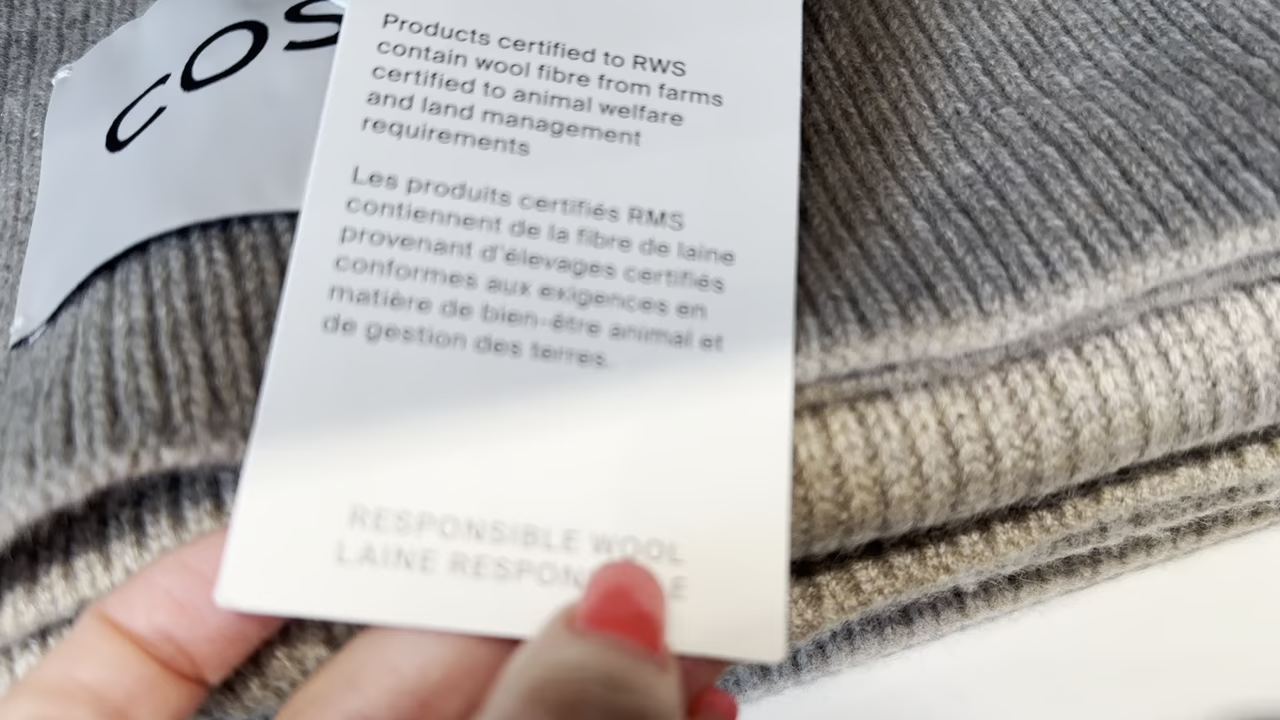 COS
Products certified to RWS
contain wool fibre from farms
certified to animal welfare
and land management
requirements
Les produits certifiés RMS
contiennent de la fibre de laine
provenant d'élevages certifiés
conformes aux exigences en
matière de bien-être animal et
de gestion des terres.
RESPONSIBLE WOOL
LAINE RESPON E